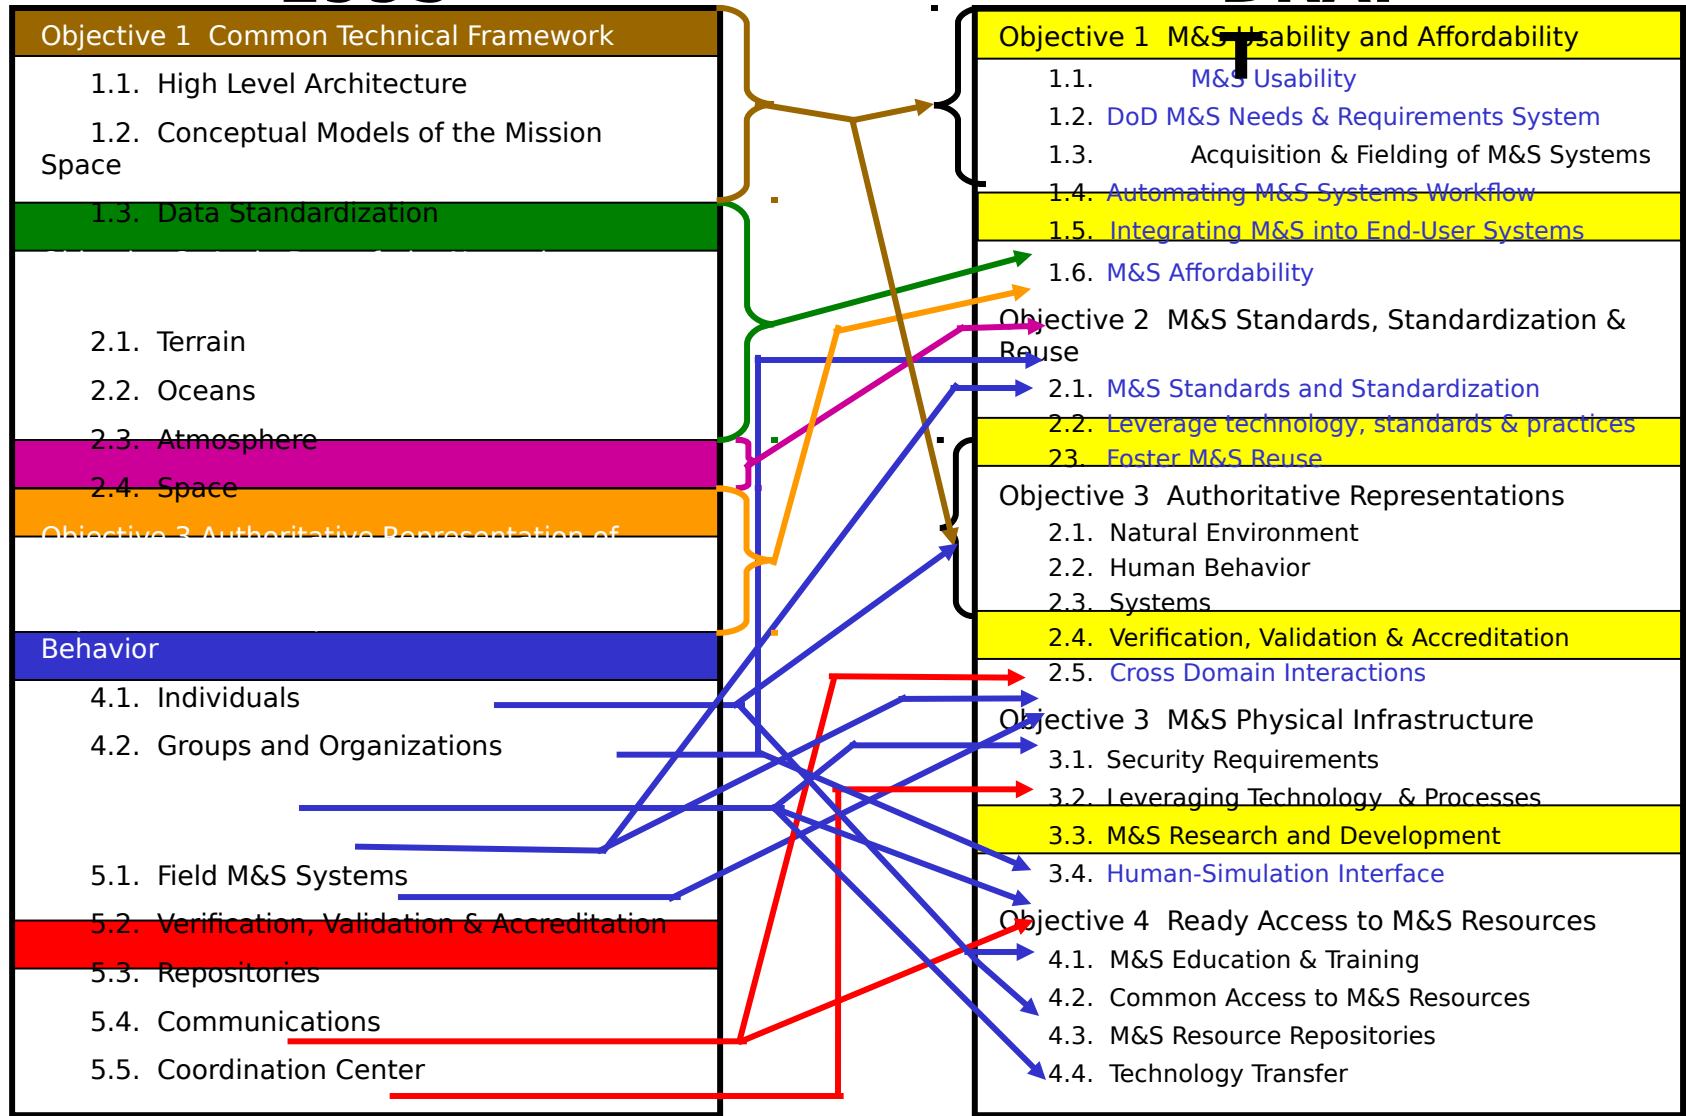 Objective 1 Common Technical Framework
1.1. High Level Architecture
1.2. Conceptual Models of the Mission
Space
1.3. Data Standardization
2.1. Terrain
2.2. Oceans
2.3. Atmosphere
2.4. Space
Objective 3 Authoritative Representation of
Behavior
4.1. Individuals
4.2. Groups and Organizations
5.1. Field M&S Systems
5.2. Verification, Validation & Accreditation
5.3. Repositories
5.4. Communications
5.5. Coordination Center
T
Objective 1 M&S Usability and Affordability
1.1. M&S Usability
1.2. DoD M&S Needs & Requirements System
1.3. Acquisition & Fielding of M&S Systems
1.4. Automating M&S Systems Workflow
1.5. Integrating M&S into End-User Systems
1.6. M&S Affordability
Objective 2 M&S Standards, Standardization &
Reuse
2.1. M&S Standards and Standardization
2.2. Leverage technology, standards & practices
23. Foster M&S Reuse
Objective 3 Authoritative Representations
2.1. Natural Environment
2.2. Human Behavior
2.3. Systems
2.4. Verification, Validation & Accreditation
2.5. Cross Domain Interactions
Objective 3 M&S Physical Infrastructure
3.1. Security Requirements
3.2. Leveraging Technology & Processes
3.3. M&S Research and Development
3.4. Human-Simulation Interface
Objective 4 Ready Access to M&S Resources
4.1. M&S Education & Training
4.2. Common Access to M&S Resources
4.3. M&S Resource Repositories
4.4. Technology Transfer